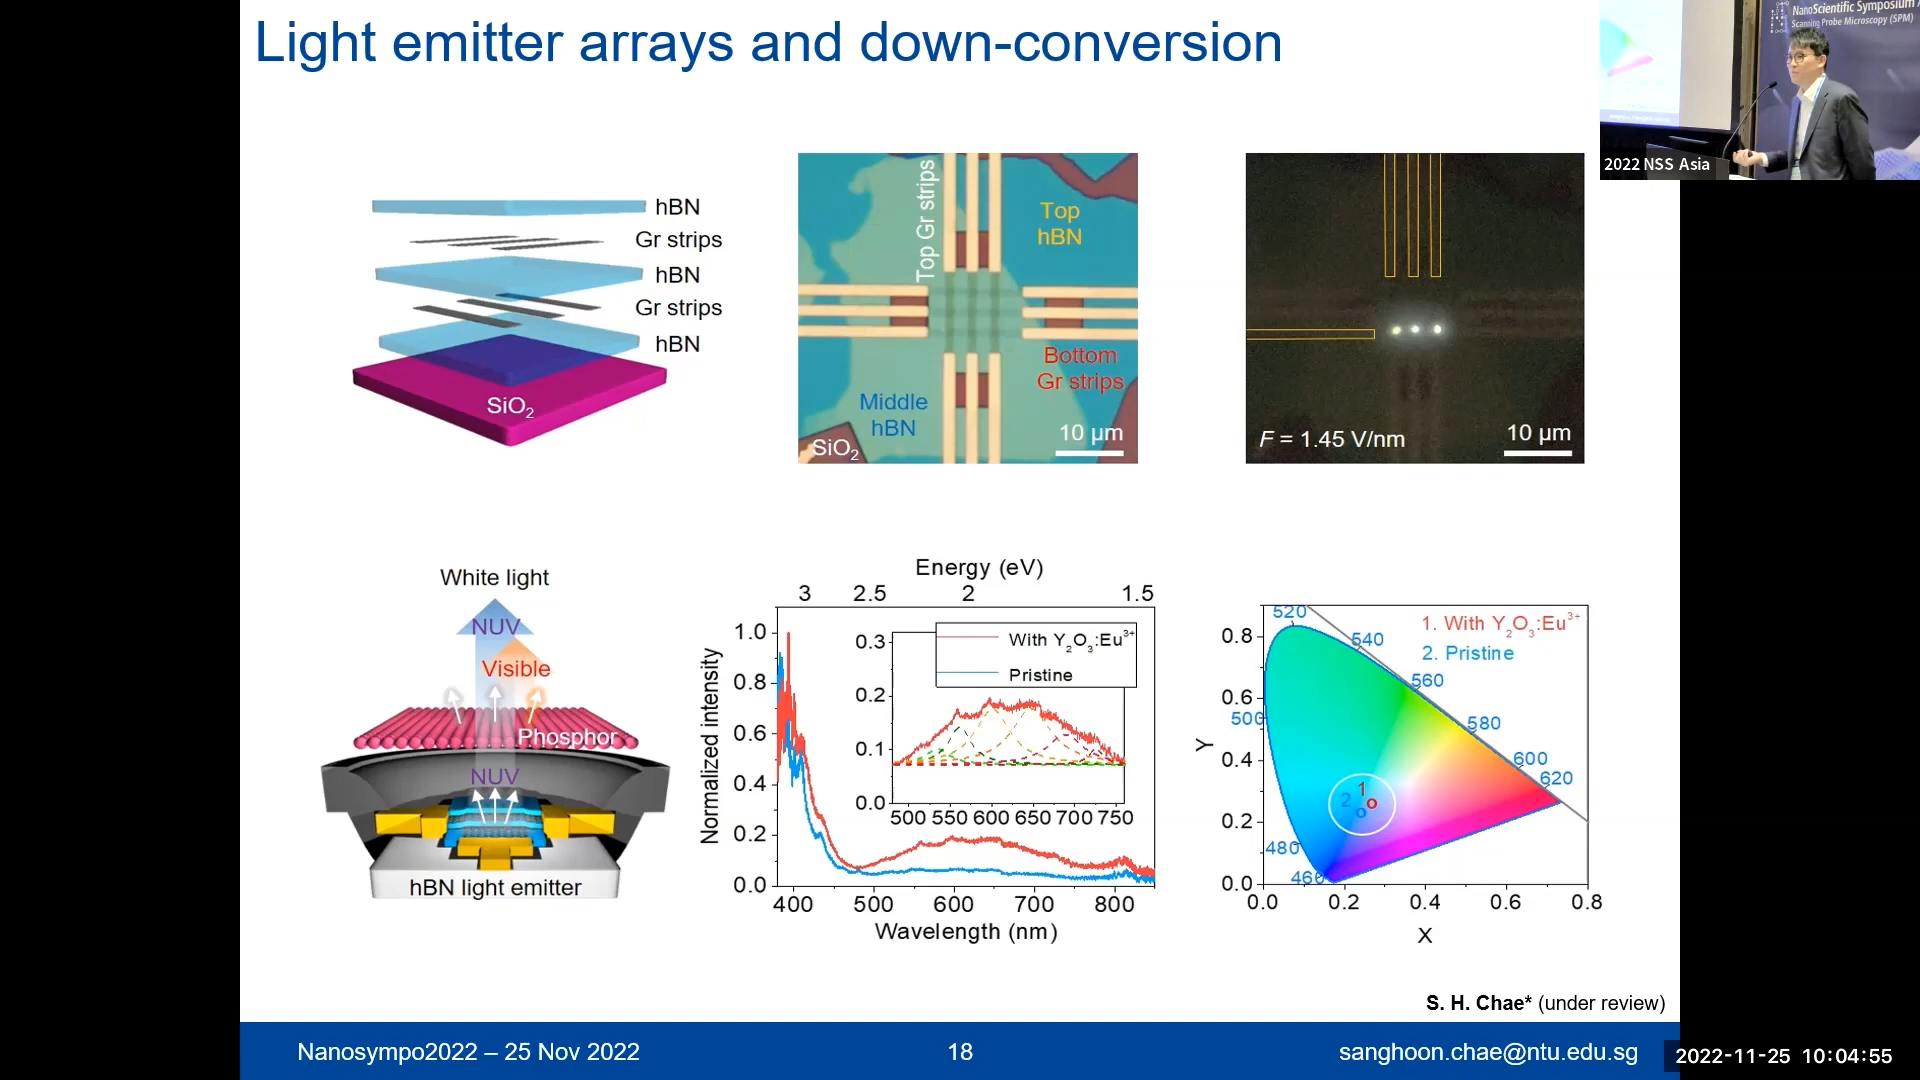 Light emitter arrays and down-conversion
NanoScientific Symposium
Scanning Probe Microscopy (SPM)
2022 NSS Asia
hBN
Gr strips
hBN
Gr strips
hBN
SiO2
Top Gr strips
Top
hBN
Bottom
Gr strips
Middle
hBN
SiO2
10 μm
F = 1.45 V/nm
10 μm
White light
NUV
Visible
Phosphor
NUV
hBN light emitter
Energy (eV)
3 2.5 2 1.5
Normalized intensity
1.0
0.8
0.6
0.4
0.2
0.0
400 500 600 700 800
Wavelength (nm)
With Y2O3:Eu3+
Pristine
0.3
0.2
0.1
0.0
500 550 600 650 700 750
1. With Y2O3:Eu3+
2. Pristine
Y
0.8
0.6
0.4
0.2
0.0
0.0 0.2 0.4 0.6 0.8
X
520
540
560
500
580
600
620
480
460
1
2
S. H. Chae* (under review)
Nanosympo2022 – 25 Nov 2022
18
sanghoon.chae@ntu.edu.sg
2022-11-25 10:04:55